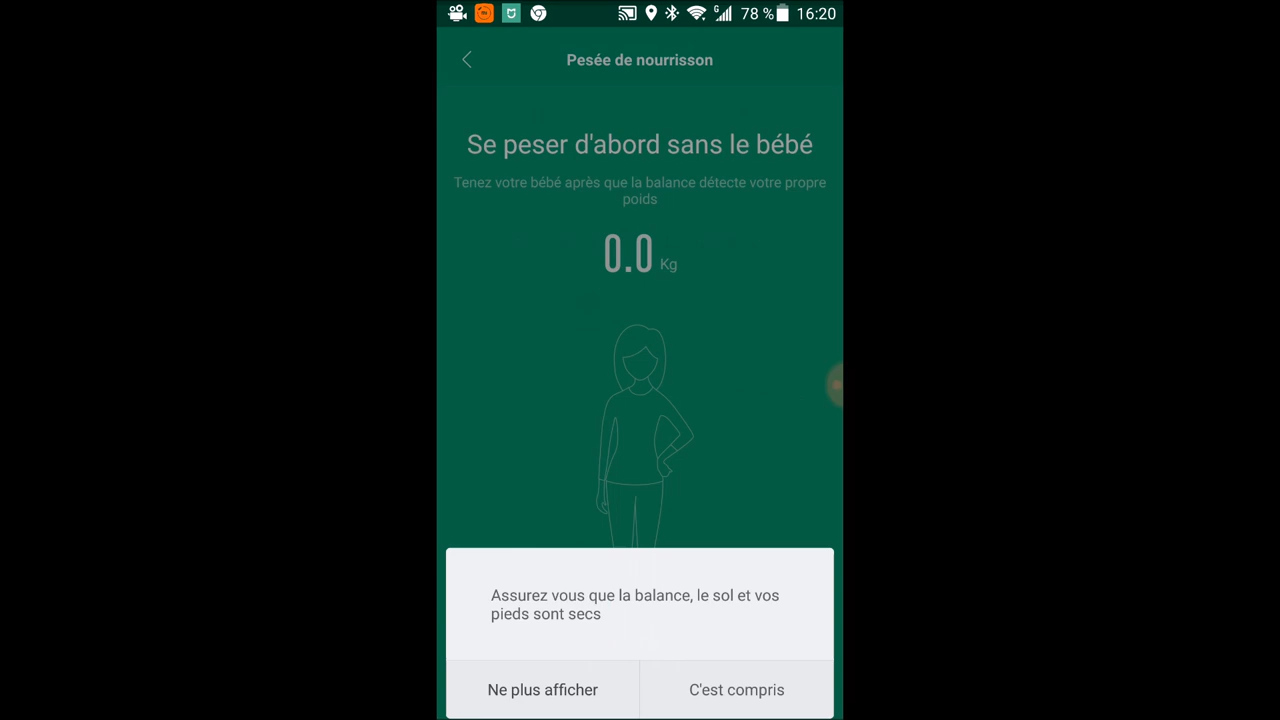 78 % 16:20
Pesée de nourrisson
Se peser d'abord sans le bébé
Tenez votre bébé après que la balance détecte votre propre
poids
0.0 Kg
Assurez vous que la balance, le sol et vos
pieds sont secs
Ne plus afficher C'est compris